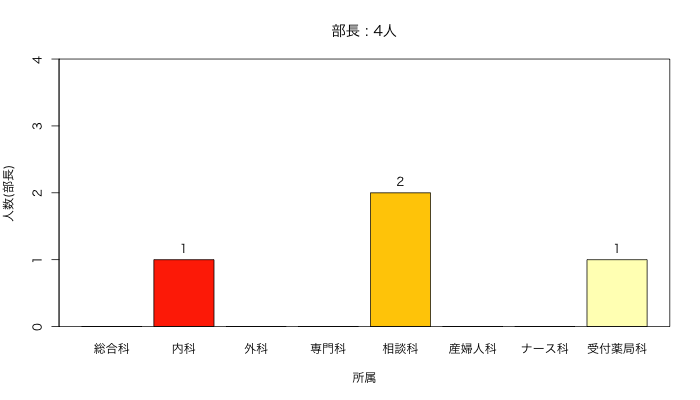 部長 : 4人
人数(部長)
4
3
2
1
0
1
2
1
総合科
内科
外科
専門科
相談科
産婦人科
ナース科
受付薬局科
所属